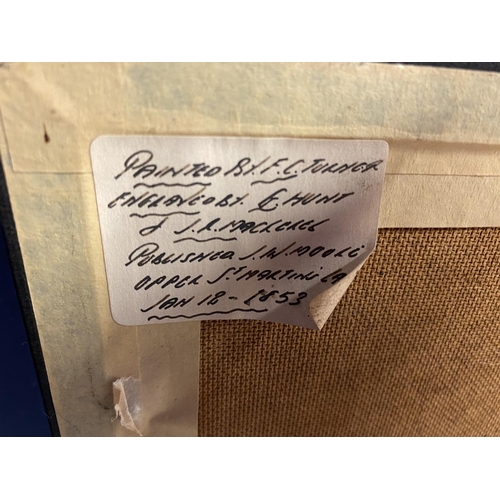 PAINTED BY. F.C. TURNER
ENGRAVED BY. E HUNT
& J.R. MACKRELL
PUBLISHED J.W. MOORE
UPPER ST MARTINS LA
JAN 18 - 1853